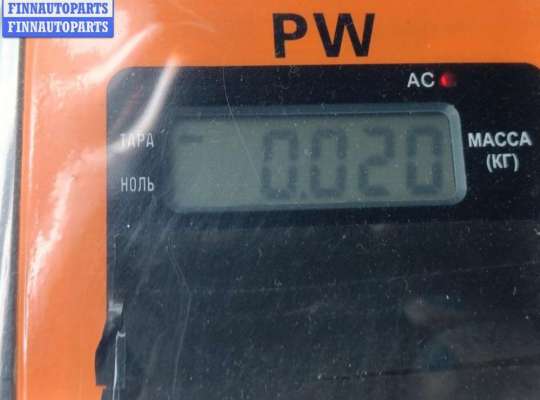 FINNAUTOPARTS
FINNAUTOPARTS
PW
AC
ТАРА
0.020
МАССА
(КГ)
НОЛЬ